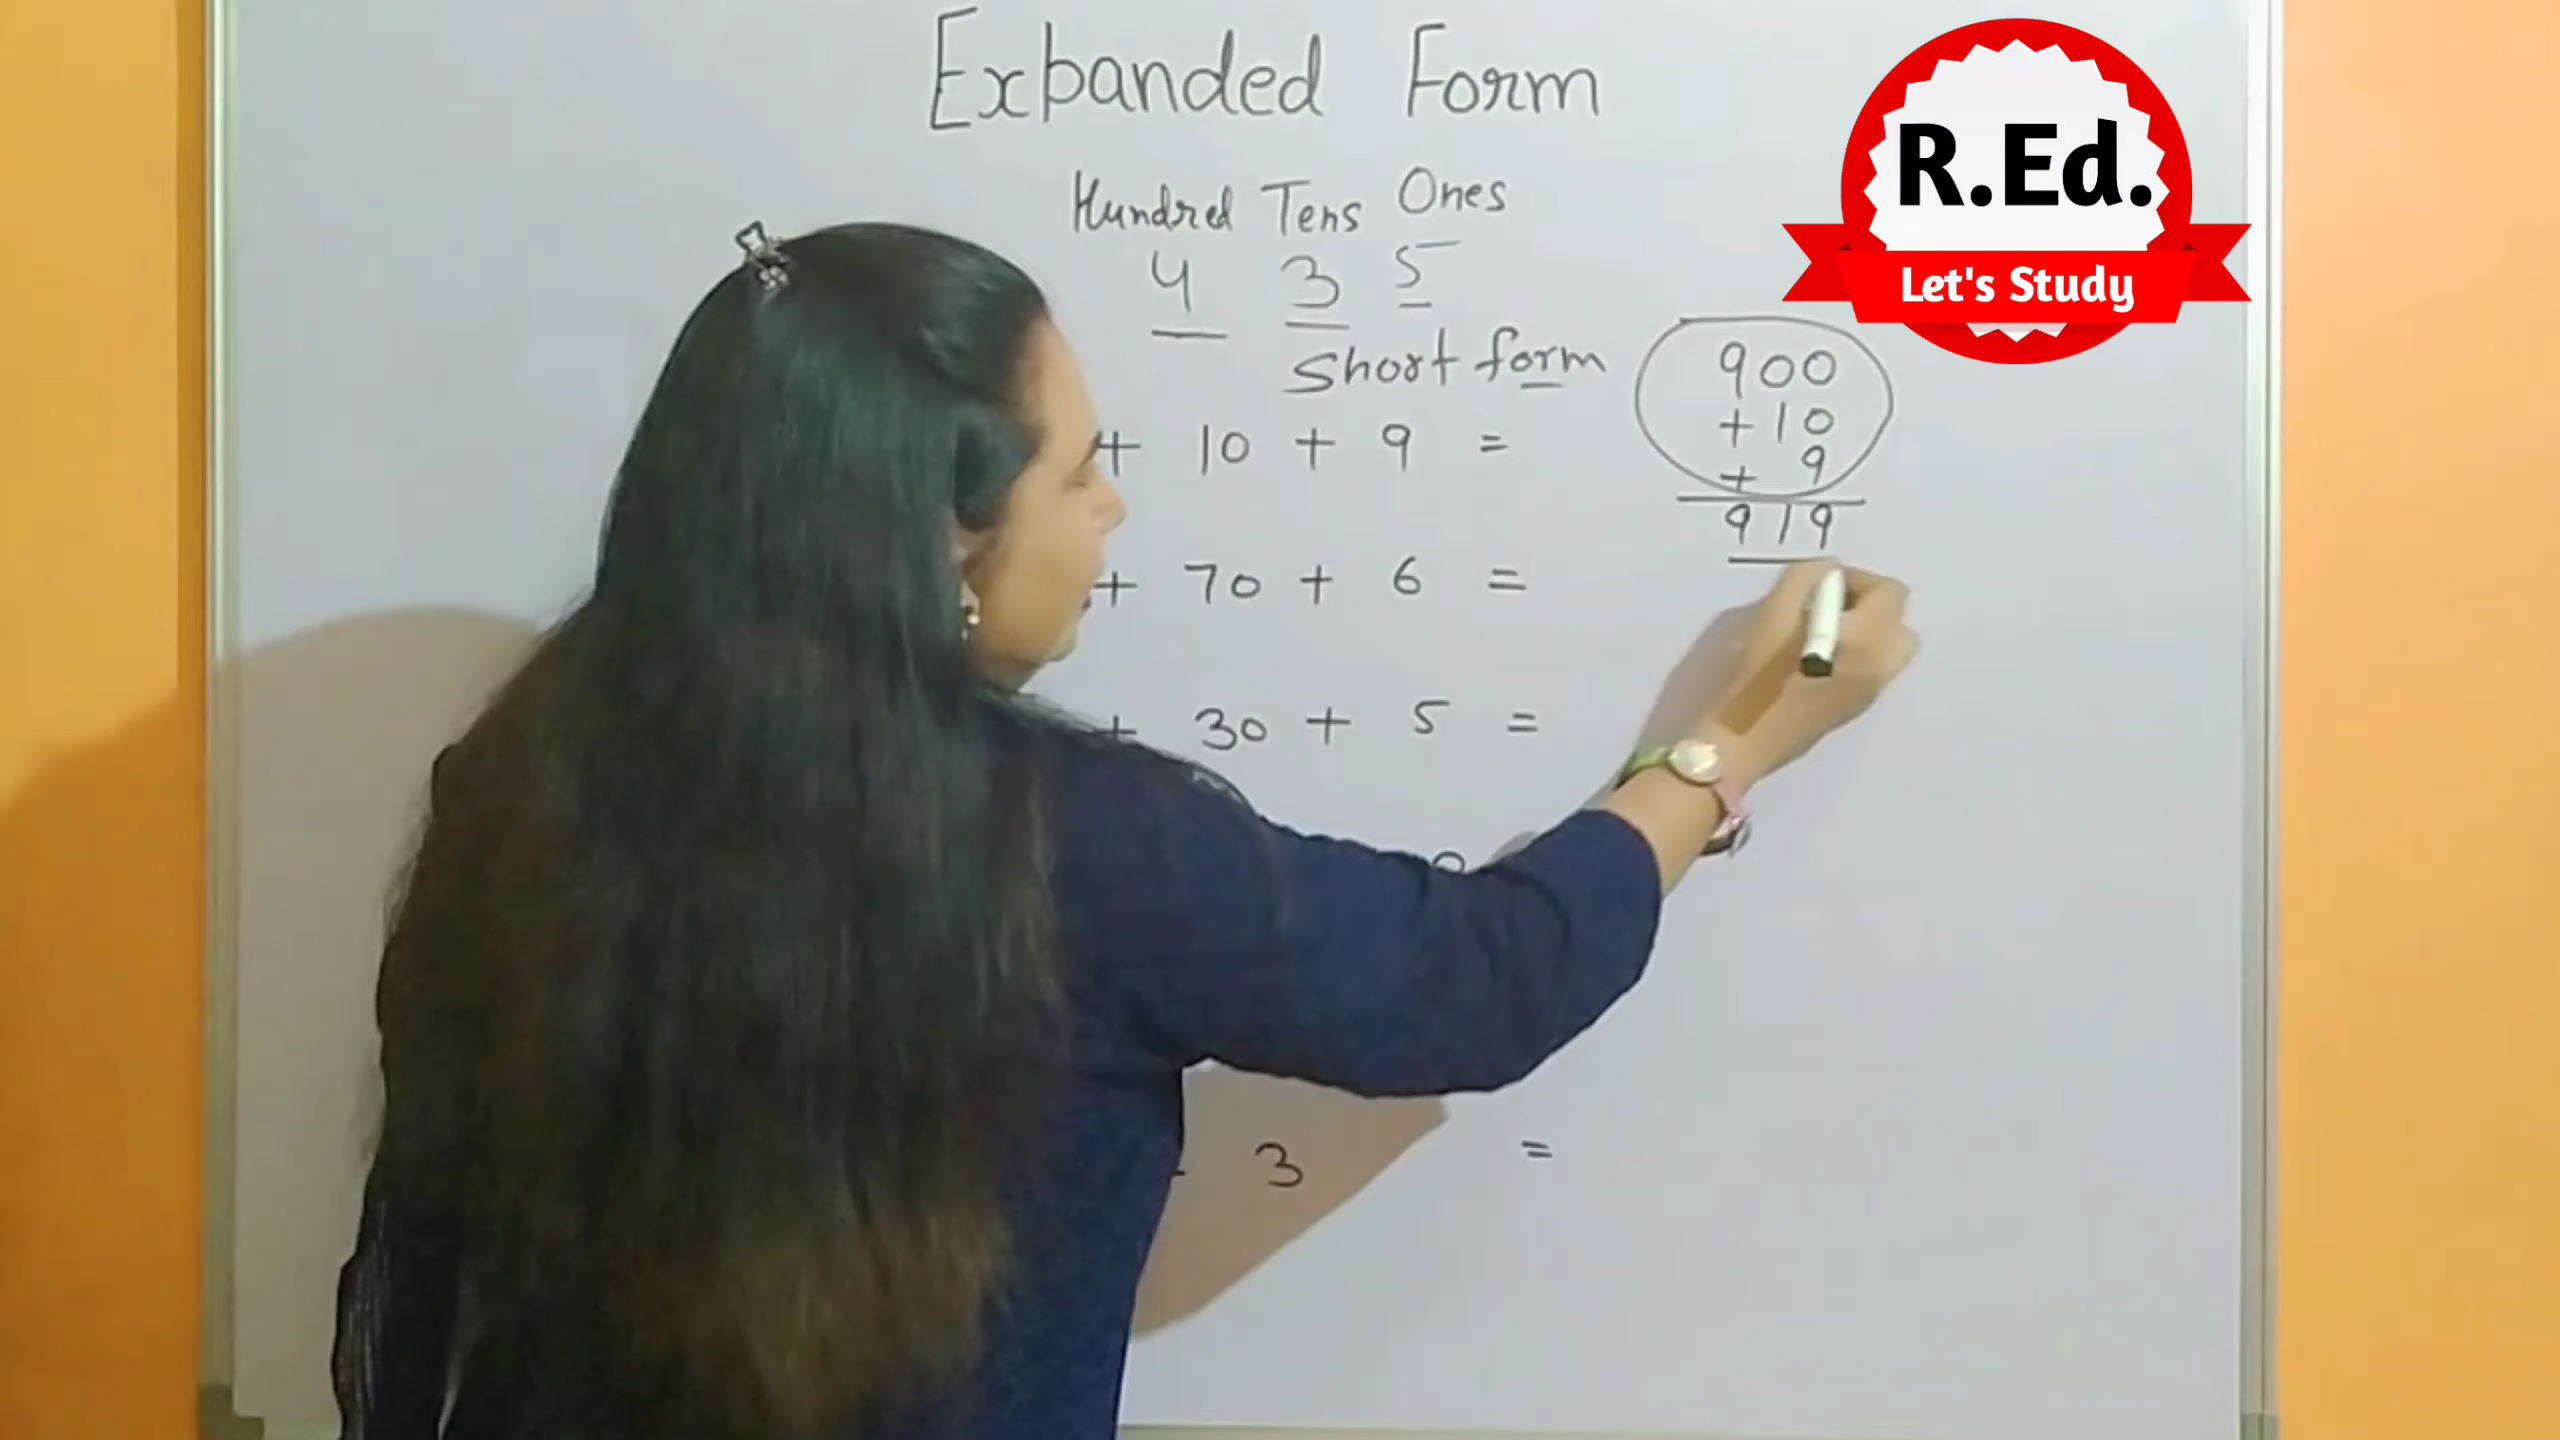 Expanded Form
R.Ed.
Let's Study
Hundred Tens Ones
4 3 5
Short form
900
+10
+ 9
919
+ 10 + 9 =
+ 70 + 6 =
+ 30 + 5 =
3 =